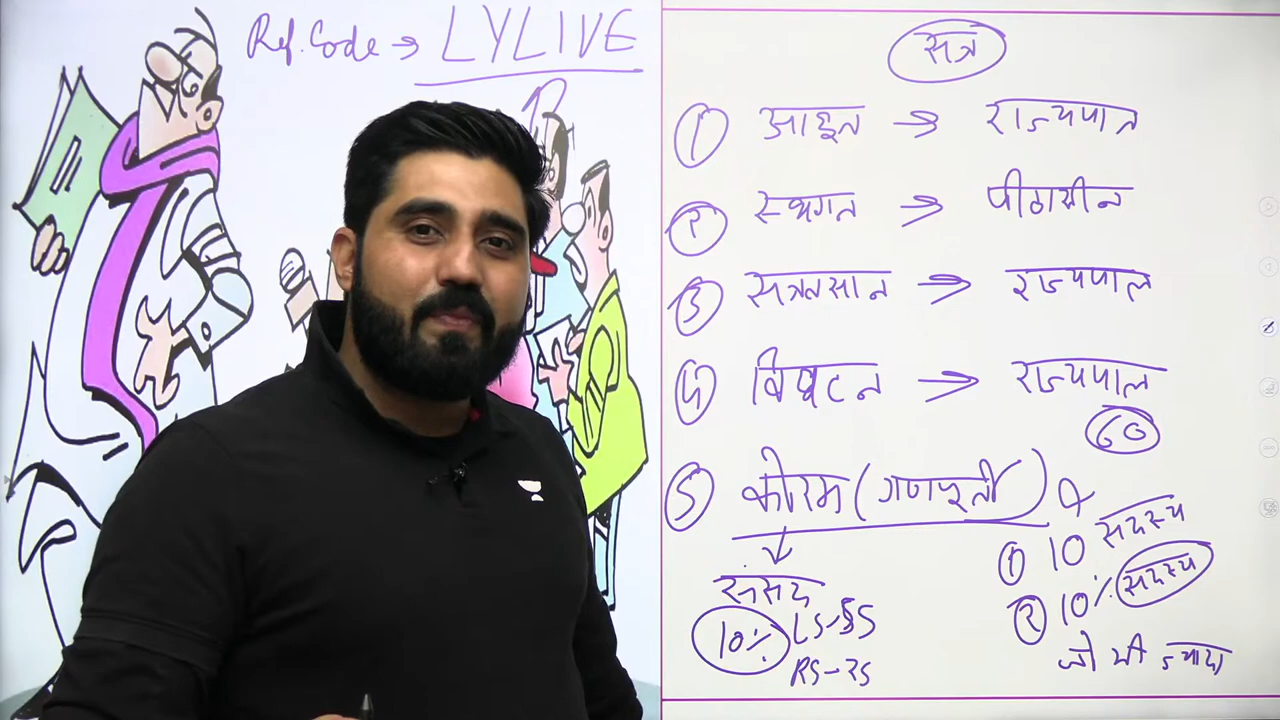 Ref. Code → LYLIVE
सत्र
① आहूत → राज्यपाल
② स्थगन → पीठासीन
③ सत्रावसान → राज्यपाल
④ विघटन → राज्यपाल
60
⑤ कोरम (गणपूर्ती)
① 10 सदस्य
② 10% सदस्य
जो भी ज्यादा
संसद
10%
LS-55
RS-25